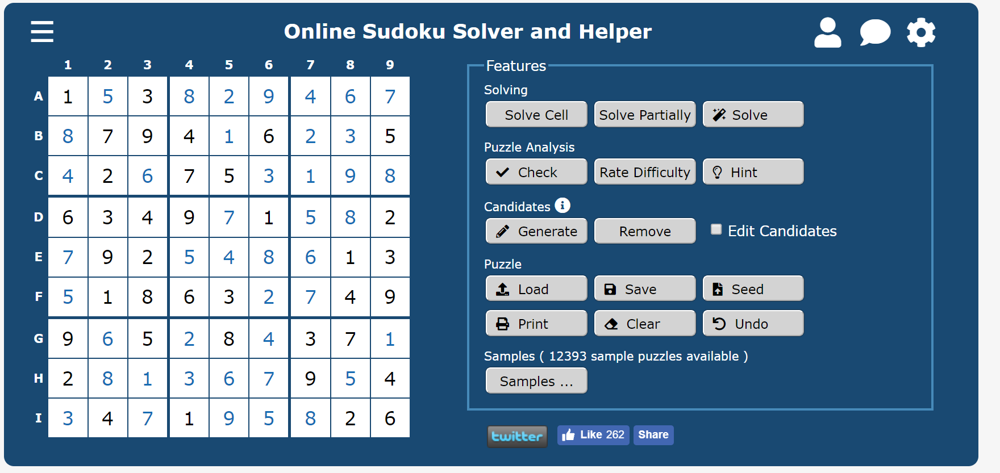 Online Sudoku Solver and Helper
1 2 3 4 5 6 7 8 9
A 1 5 3 8 2 9 4 6 7
B 8 7 9 4 1 6 2 3 5
C 4 2 6 7 5 3 1 9 8
D 6 3 4 9 7 1 5 8 2
E 7 9 2 5 4 8 6 1 3
F 5 1 8 6 3 2 7 4 9
G 9 6 5 2 8 4 3 7 1
H 2 8 1 3 6 7 9 5 4
I 3 4 7 1 9 5 8 2 6
Features
Solving
Solve Cell Solve Partially Solve
Puzzle Analysis
Check Rate Difficulty Hint
Candidates
Generate Remove Edit Candidates
Puzzle
Load Save Seed
Print Clear Undo
Samples ( 12393 sample puzzles available )
Samples ...
twitter Like 262 Share